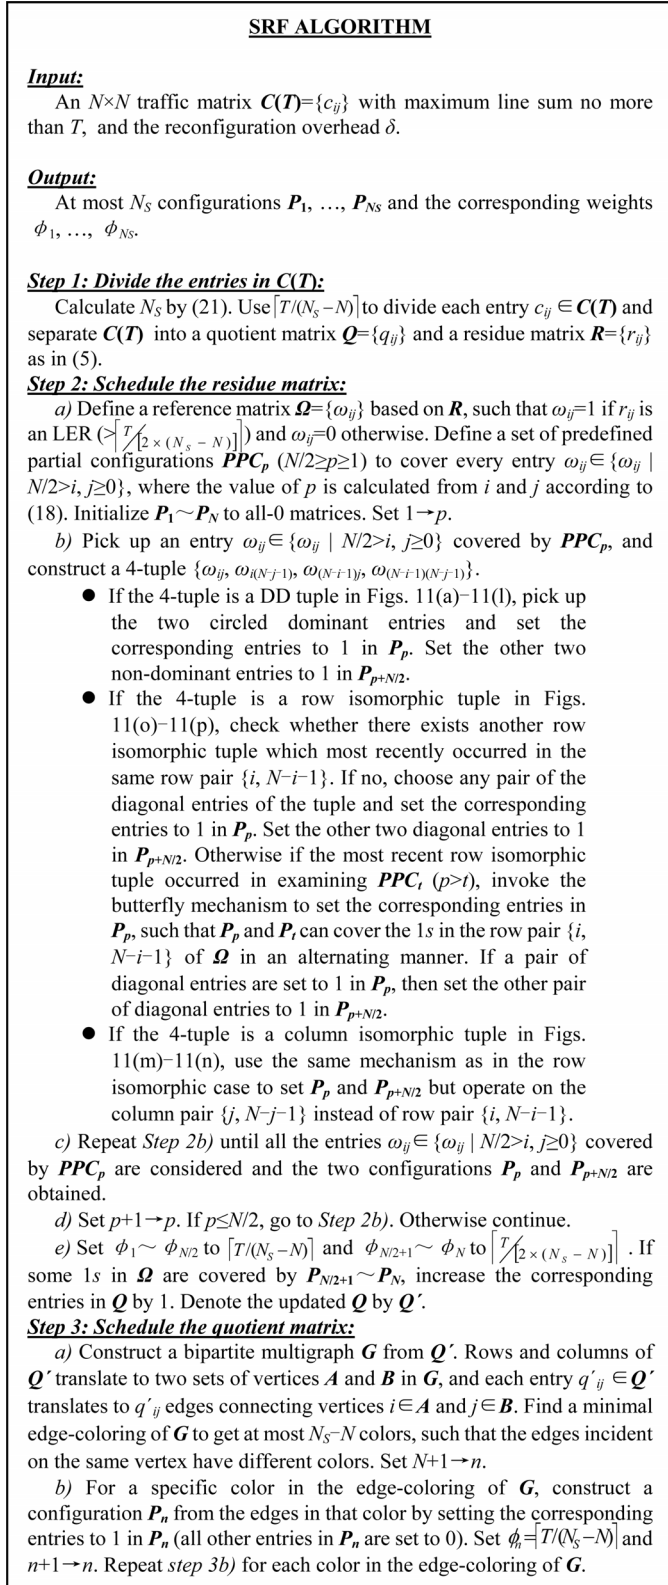 SRF ALGORITHM
Input:
An N×N traffic matrix C(T)={cij} with maximum line sum no more
than T, and the reconfiguration overhead δ.
Output:
At most NS configurations P1, …, PNS and the corresponding weights
ϕ1, …, ϕNS.
Step 1: Divide the entries in C(T):
Calculate NS by (21). Use ⌈T/(NS−N)⌉ to divide each entry cij ∈ C(T) and
separate C(T) into a quotient matrix Q={qij} and a residue matrix R={rij}
as in (5).
Step 2: Schedule the residue matrix:
a) Define a reference matrix Ω={ωij} based on R, such that ωij=1 if rij is
an LER (>⌈T/[2×(NS − N)]⌉) and ωij=0 otherwise. Define a set of predefined
partial configurations PPCp (N/2≥p≥1) to cover every entry ωij∈{ωij |
N/2>i, j≥0}, where the value of p is calculated from i and j according to
(18). Initialize P1~PN to all-0 matrices. Set 1→p.
b) Pick up an entry ωij∈{ωij | N/2>i, j≥0} covered by PPCp, and
construct a 4-tuple {ωij, ωi(N-j-1), ω(N-i-1)j, ω(N-i-1)(N-j-1)}.
● If the 4-tuple is a DD tuple in Figs. 11(a)−11(l), pick up
the two circled dominant entries and set the
corresponding entries to 1 in Pp. Set the other two
non-dominant entries to 1 in Pp+N/2.
● If the 4-tuple is a row isomorphic tuple in Figs.
11(o)−11(p), check whether there exists another row
isomorphic tuple which most recently occurred in the
same row pair {i, N−i−1}. If no, choose any pair of the
diagonal entries of the tuple and set the corresponding
entries to 1 in Pp. Set the other two diagonal entries to 1
in Pp+N/2. Otherwise if the most recent row isomorphic
tuple occurred in examining PPCt (p>t), invoke the
butterfly mechanism to set the corresponding entries in
Pp, such that Pp and Pt can cover the 1s in the row pair {i,
N−i−1} of Ω in an alternating manner. If a pair of
diagonal entries are set to 1 in Pp, then set the other pair
of diagonal entries to 1 in Pp+N/2.
● If the 4-tuple is a column isomorphic tuple in Figs.
11(m)−11(n), use the same mechanism as in the row
isomorphic case to set Pp and Pp+N/2 but operate on the
column pair {j, N−j−1} instead of row pair {i, N−i−1}.
c) Repeat Step 2b) until all the entries ωij∈{ωij | N/2>i, j≥0} covered
by PPCp are considered and the two configurations Pp and Pp+N/2 are
obtained.
d) Set p+1→p. If p≤N/2, go to Step 2b). Otherwise continue.
e) Set ϕ1~ ϕN/2 to ⌈T/(NS−N)⌉ and ϕN/2+1~ ϕN to ⌈T/[2×(NS − N)]⌉ . If
some 1s in Ω are covered by PN/2+1~PN, increase the corresponding
entries in Q by 1. Denote the updated Q by Q´.
Step 3: Schedule the quotient matrix:
a) Construct a bipartite multigraph G from Q´. Rows and columns of
Q´ translate to two sets of vertices A and B in G, and each entry q´ij ∈Q´
translates to q´ij edges connecting vertices i∈A and j∈B. Find a minimal
edge-coloring of G to get at most NS−N colors, such that the edges incident
on the same vertex have different colors. Set N+1→n.
b) For a specific color in the edge-coloring of G, construct a
configuration Pn from the edges in that color by setting the corresponding
entries to 1 in Pn (all other entries in Pn are set to 0). Set ϕn=⌈T/(NS−N)⌉ and
n+1→n. Repeat step 3b) for each color in the edge-coloring of G.